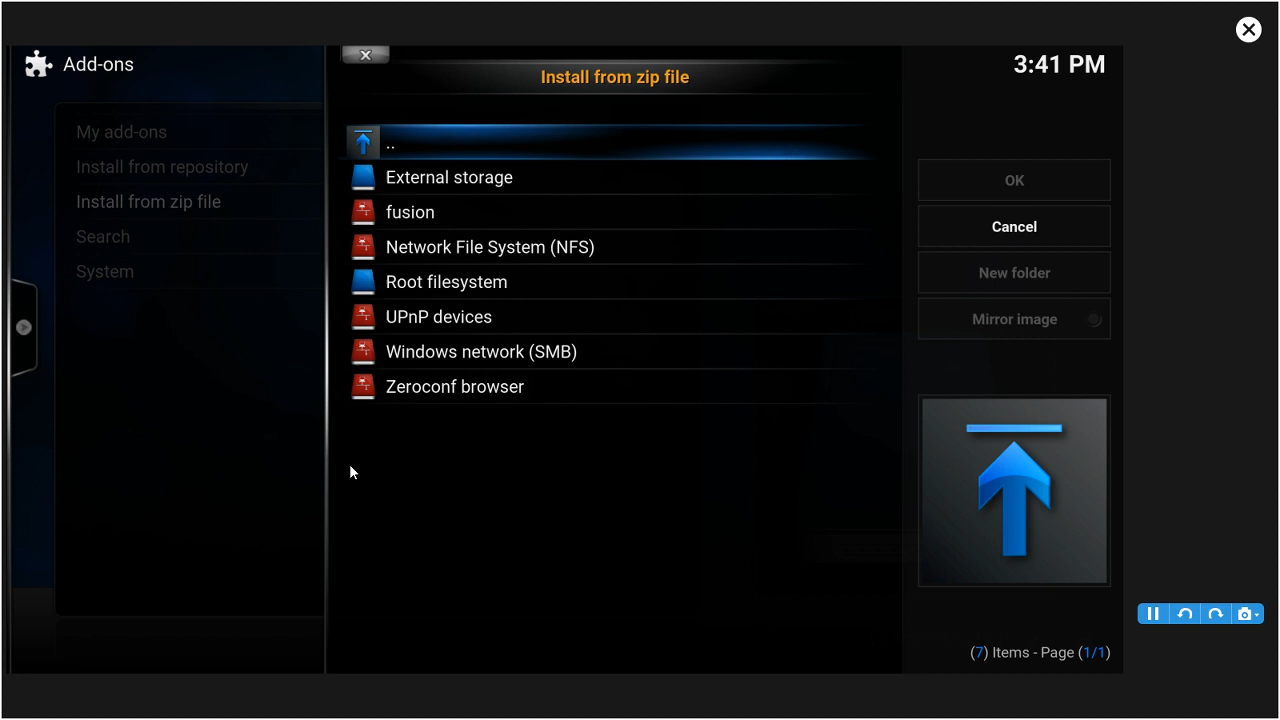 Add-ons
My add-ons
Install from repository
Install from zip file
Search
System
Install from zip file
..
External storage
fusion
Network File System (NFS)
Root filesystem
UPnP devices
Windows network (SMB)
Zeroconf browser
3:41 PM
OK
Cancel
New folder
Mirror image
(7) Items - Page (1/1)